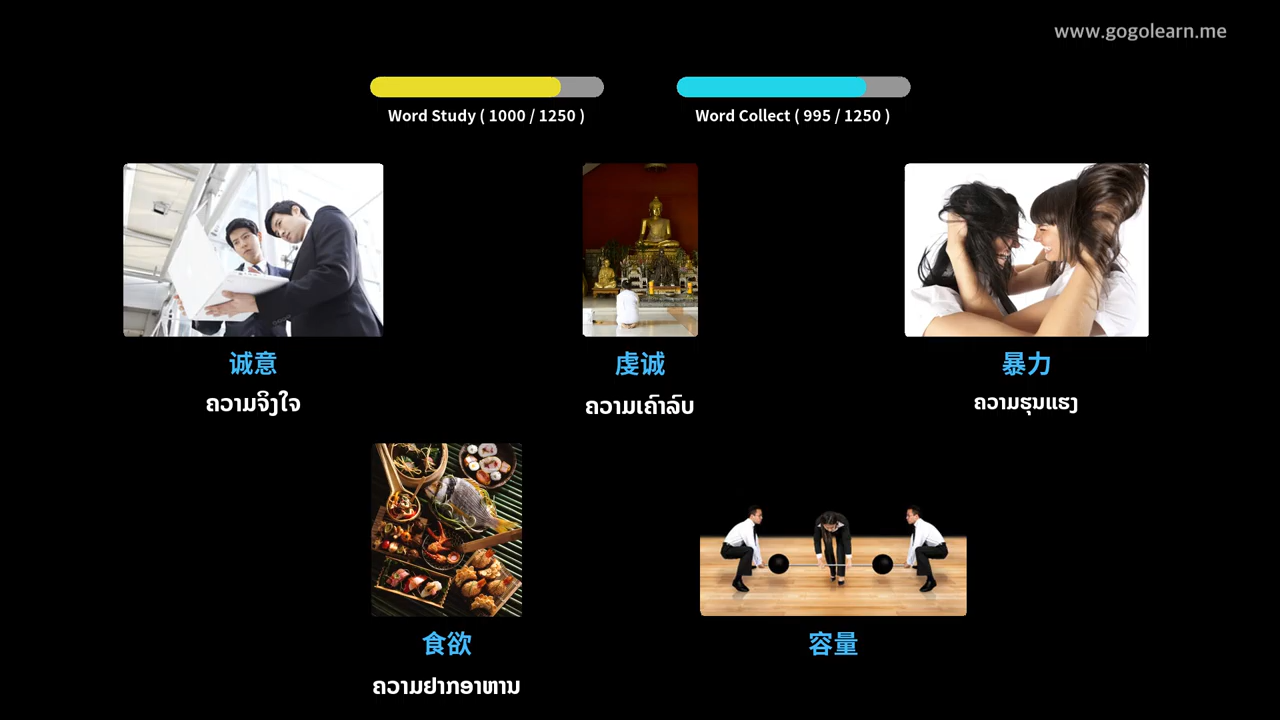 www.gogolearn.me
Word Study ( 1000 / 1250 )
Word Collect ( 995 / 1250 )
诚意
虔诚
暴力
ຄວາມຈິງໃຈ
ຄວາມເຄົາລົບ
ຄວາມຮຸນແຮງ
食欲
容量
ຄວາມຢາກອາຫານ